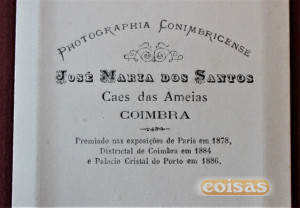 PHOTOGRAPHIA CONIMBRICENSE
JOSÉ MARIA DOS SANTOS
Caes das Ameias
COIMBRA
Premiado nas exposições de Paris em 1878,
Districtal de Coimbra em 1884
e Palacio Cristal do Porto em 1886.
coisas